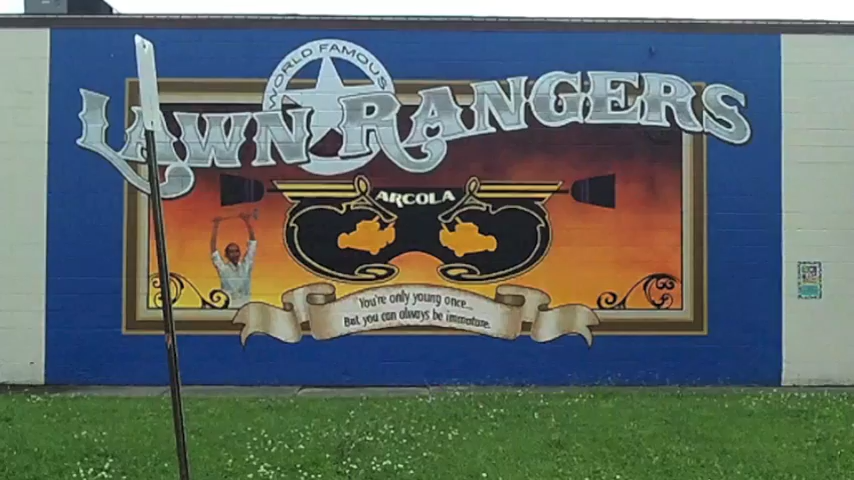 WORLD FAMOUS
LAWN RANGERS
ARCOLA
You're only young once...
But you can always be immature.